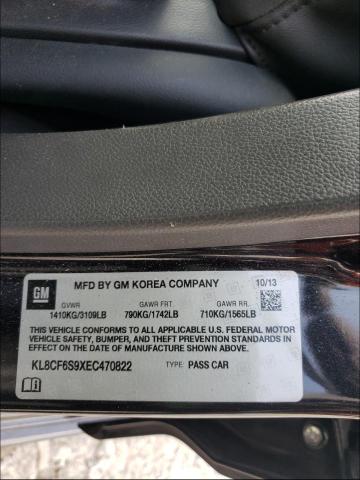 GM
MFD BY GM KOREA COMPANY 10/13
GVWR GAWR FRT. GAWR RR.
1410KG/3109LB 790KG/1742LB 710KG/1565LB
THIS VEHICLE CONFORMS TO ALL APPLICABLE U.S. FEDERAL MOTOR
VEHICLE SAFETY, BUMPER, AND THEFT PREVENTION STANDARDS IN
EFFECT ON THE DATE OF MANUFACTURE SHOWN ABOVE.
KL8CF6S9XEC470822 TYPE: PASS CAR